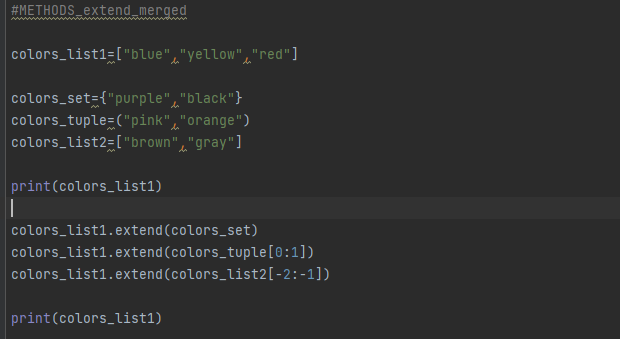 #METHODS_extend_merged
colors_list1=["blue","yellow","red"]
colors_set={"purple","black"}
colors_tuple=("pink","orange")
colors_list2=["brown","gray"]
print(colors_list1)
colors_list1.extend(colors_set)
colors_list1.extend(colors_tuple[0:1])
colors_list1.extend(colors_list2[-2:-1])
print(colors_list1)